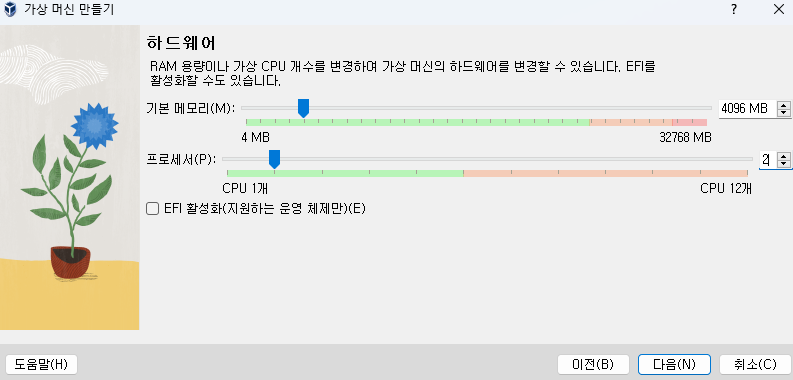 가상 머신 만들기
?
하드웨어
RAM 용량이나 가상 CPU 개수를 변경하여 가상 머신의 하드웨어를 변경할 수 있습니다. EFI를
활성화할 수도 있습니다.
기본 메모리(M):
4096 MB
4 MB
32768 MB
프로세서(P):
2
CPU 1개
CPU 12개
EFI 활성화(지원하는 운영 체제만)(E)
도움말(H)
이전(B)
다음(N)
취소(C)